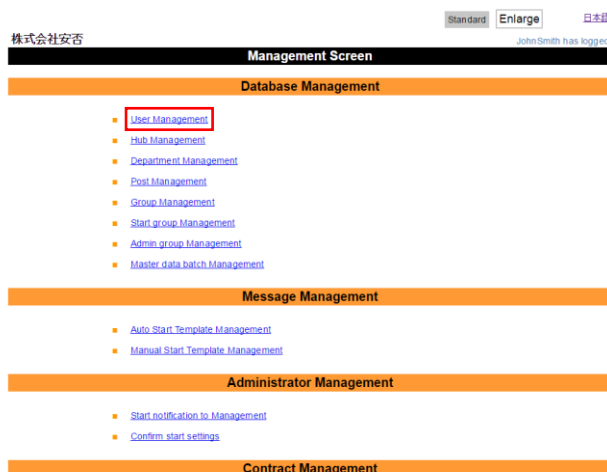 Standard Enlarge 日本語
株式会社安否
JohnSmith has logged
Management Screen
Database Management
User Management
Hub Management
Department Management
Post Management
Group Management
Start group Management
Admin group Management
Master data batch Management
Message Management
Auto Start Template Management
Manual Start Template Management
Administrator Management
Start notification to Management
Confirm start settings
Contract Management